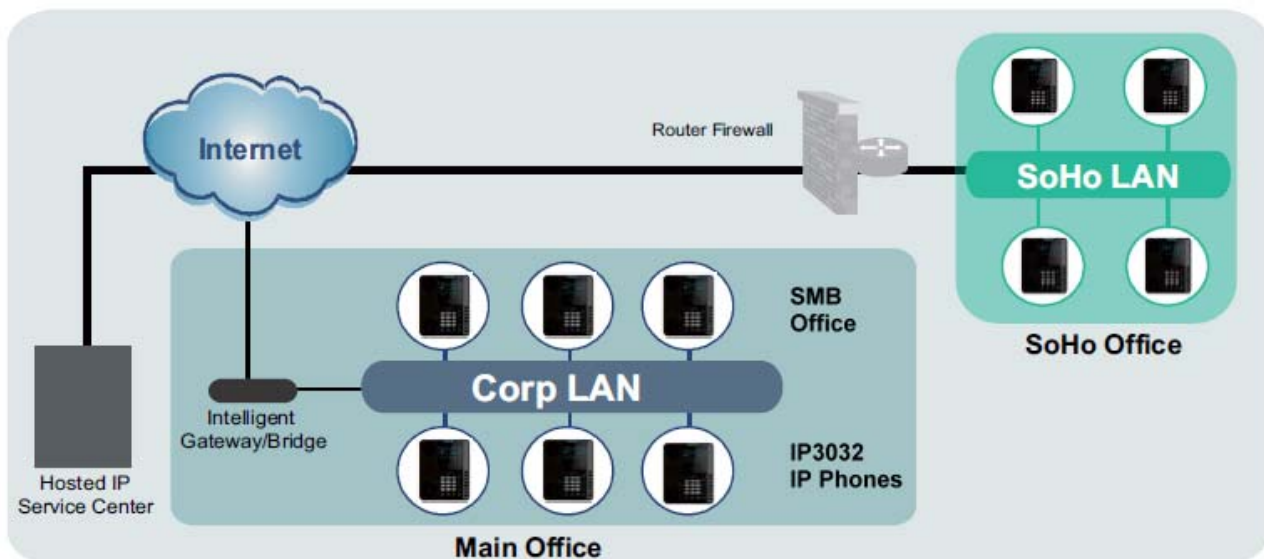 Internet
Router Firewall
SoHo LAN
SoHo Office
SMB
Office
Corp LAN
Intelligent
Gateway/Bridge
IP3032
IP Phones
Hosted IP
Service Center
Main Office